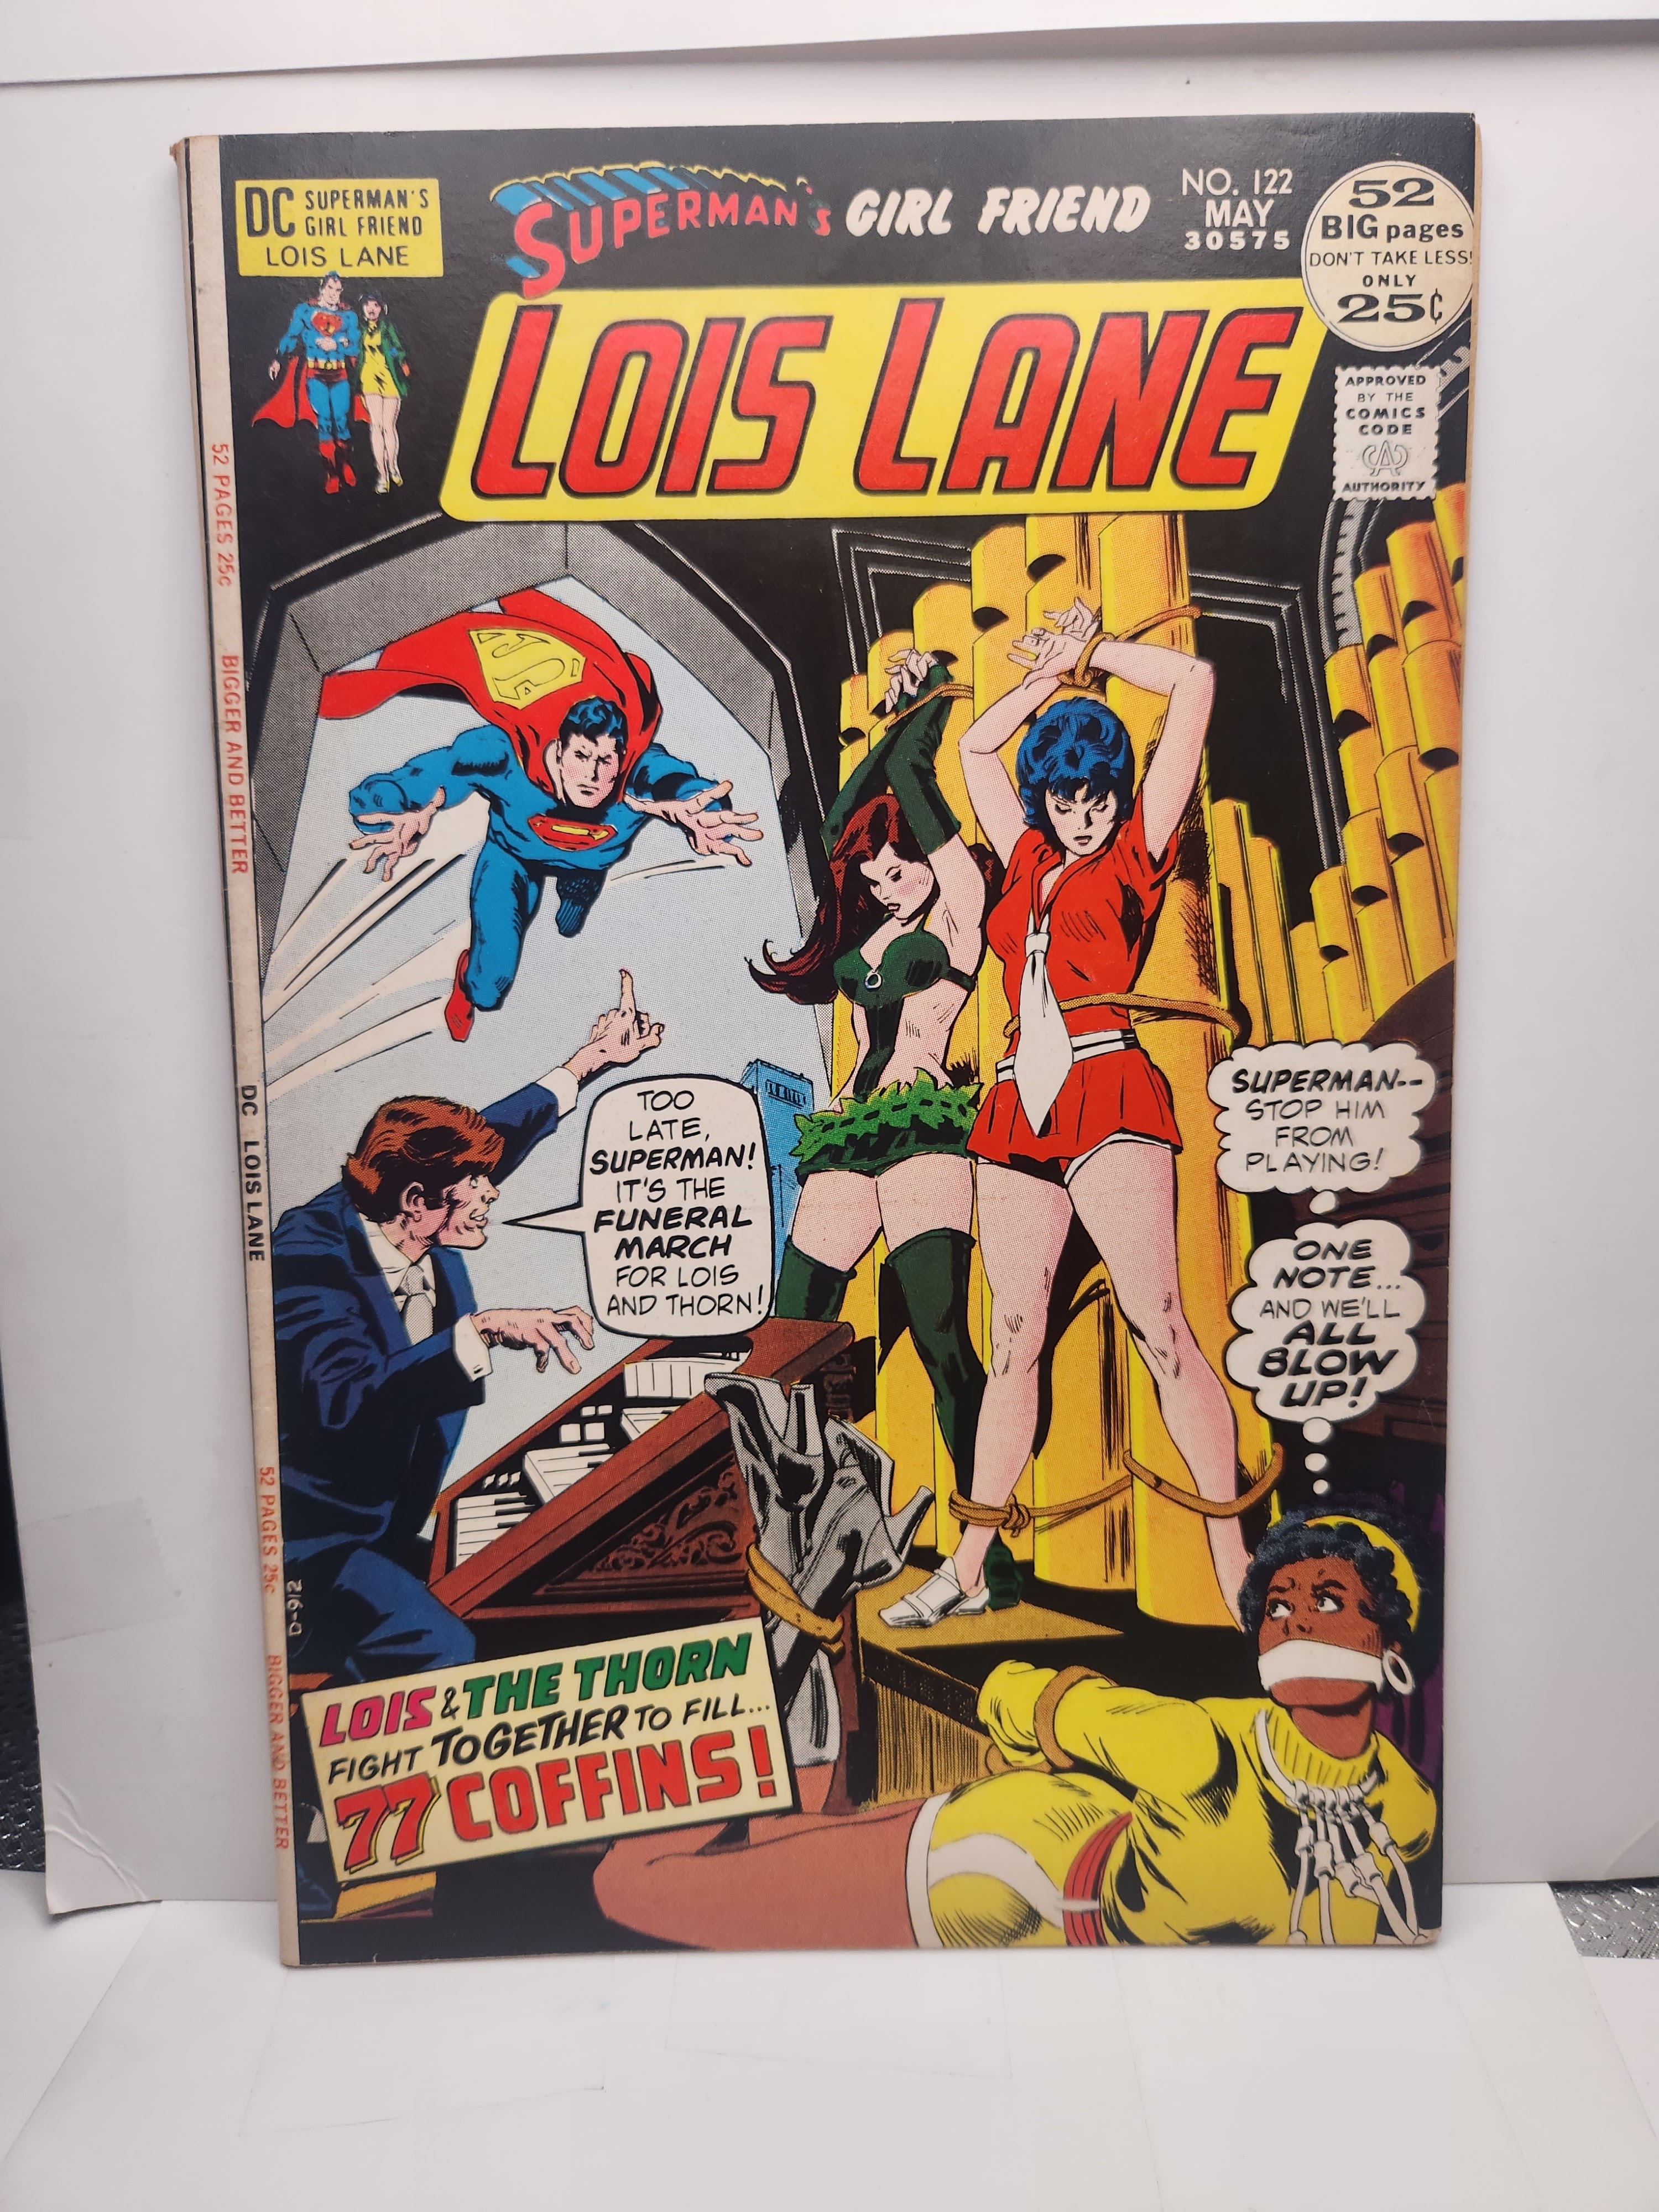 DC SUPERMAN'S
GIRL FRIEND
LOIS LANE
SUPERMAN'S GIRL FRIEND
NO. 122
MAY
30575
52
BIG pages
DON'T TAKE LESS!
ONLY
25¢
LOIS LANE
APPROVED
BY THE
COMICS
CODE
CA
AUTHORITY
52 PAGES 25c BIGGER AND BETTER DC LOIS LANE 52 PAGES 25c BIGGER AND BETTER
TOO
LATE,
SUPERMAN!
IT'S THE
FUNERAL
MARCH
FOR LOIS
AND THORN!
SUPERMAN--
STOP HIM
FROM
PLAYING!
ONE
NOTE...
AND WE'LL
ALL
BLOW
UP!
D-912
LOIS & THE THORN
FIGHT TOGETHER TO FILL...
77 COFFINS!